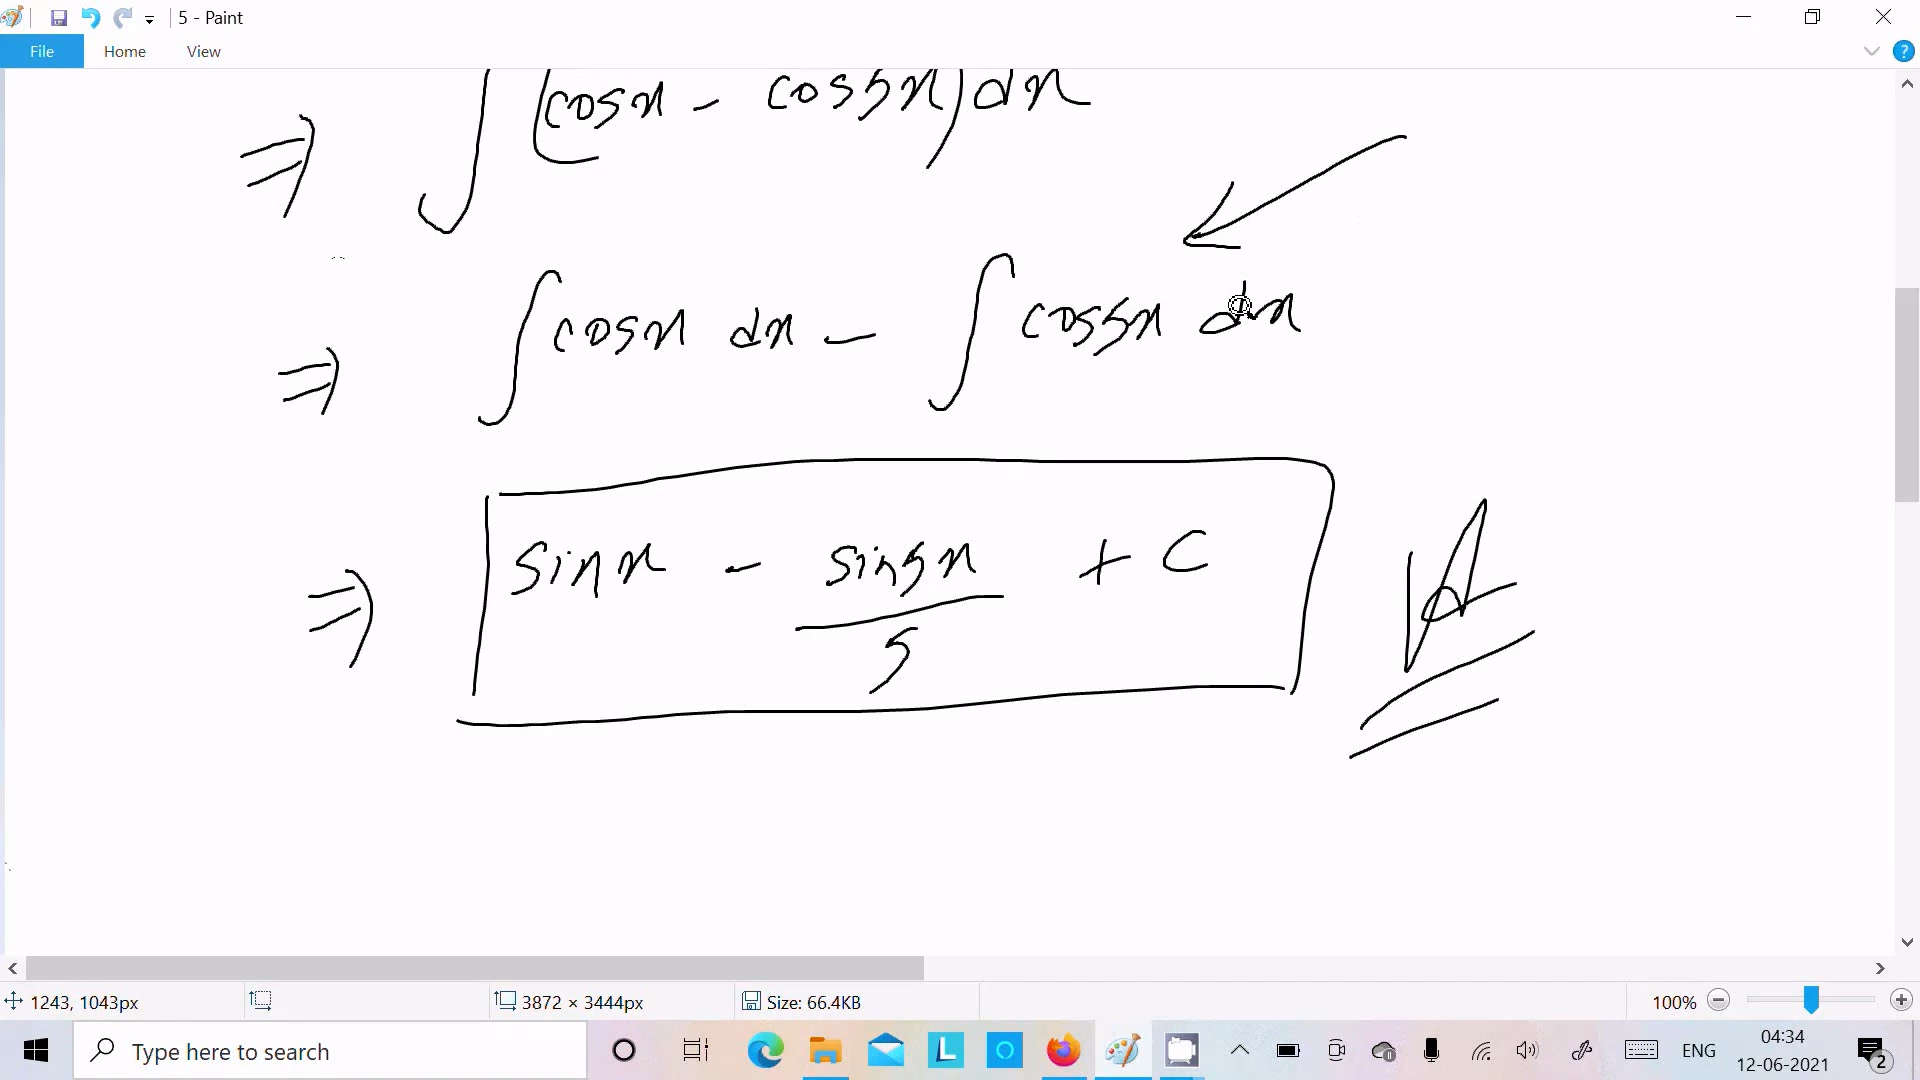 5 - Paint
File Home View
⇒ ∫ (cosx - cos5x) dx
⇒ ∫ cosx dx - ∫ cos5x dx
⇒ sinx - sin5x/5 + C
1243, 1043px 3872 × 3444px Size: 66.4KB 100%
Type here to search ENG 04:34
12-06-2021 2